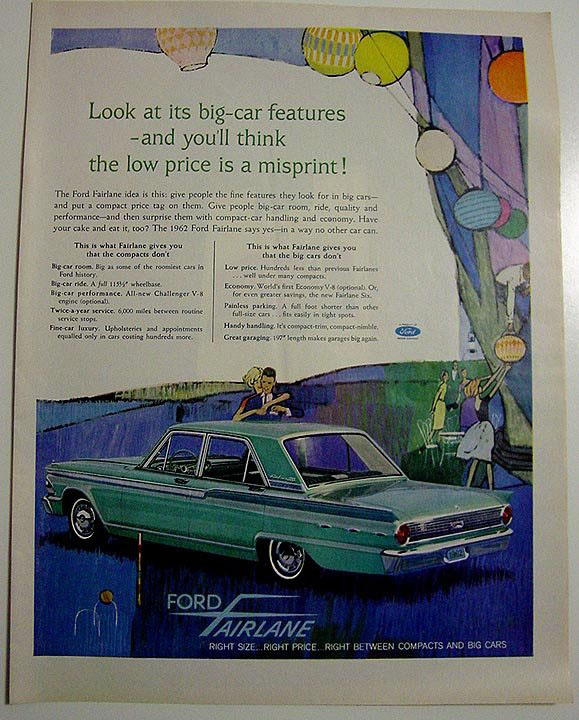 Look at its big-car features
-and you'll think
the low price is a misprint!
The Ford Fairlane idea is this: give people the fine features they look for in big cars—
and put a compact price tag on them. Give people big-car room, ride, quality and
performance—and then surprise them with compact-car handling and economy. Have
your cake and eat it, too? The 1962 Ford Fairlane says yes—in a way no other car can.
This is what Fairlane gives you
that the compacts don't
Big-car room. Big as some of the roomiest cars in
Ford history.
Big-car ride. A full 115½" wheelbase.
Big-car performance. All-new Challenger V-8
engine (optional).
Twice-a-year service. 6,000 miles between routine
service stops.
Fine-car luxury. Upholsteries and appointments
equalled only in cars costing hundreds more.
This is what Fairlane gives you
that the big cars don't
Low price. Hundreds less than previous Fairlanes
. . . well under many compacts.
Economy. World's first Economy V-8 (optional). Or,
for even greater savings, the new Fairlane Six.
Painless parking. A full foot shorter than other
full-size cars . . . fits easily in tight spots.
Handy handling. It's compact-trim, compact-nimble.
Great garaging. 197" length makes garages big again.
Ford
FORD
FAIRLANE
RIGHT SIZE...RIGHT PRICE...RIGHT BETWEEN COMPACTS AND BIG CARS